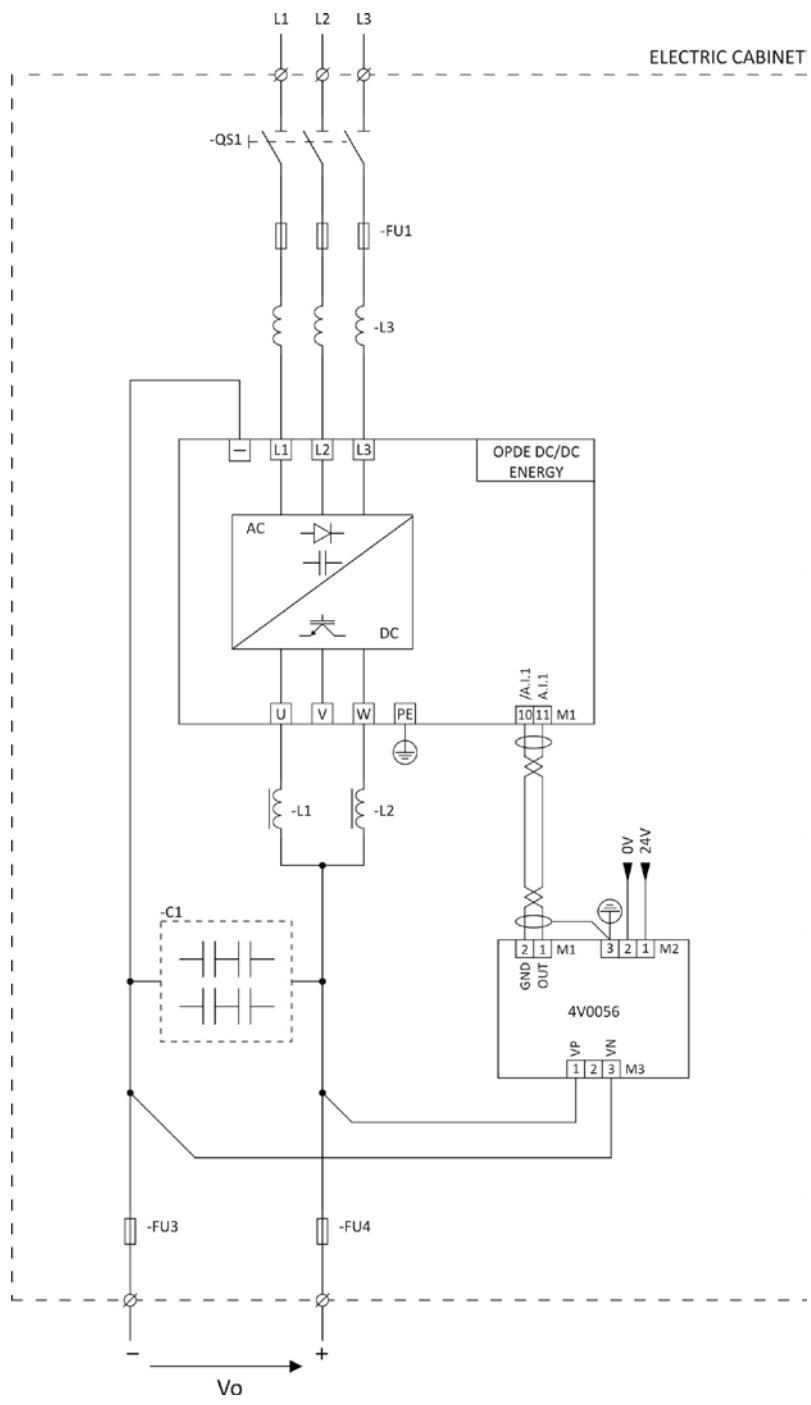 L1 L2 L3
ELECTRIC CABINET
-QS1
-FU1
-L3
— L1 L2 L3
OPDE DC/DC
ENERGY
AC
DC
/A.I.1
A.I.1
U V W PE
10 11 M1
-L1
-L2
0V
24V
-C1
2 1 M1
3 2 1 M2
GND
OUT
4V0056
VP
VN
1 2 3 M3
-FU3
-FU4
— +
Vo